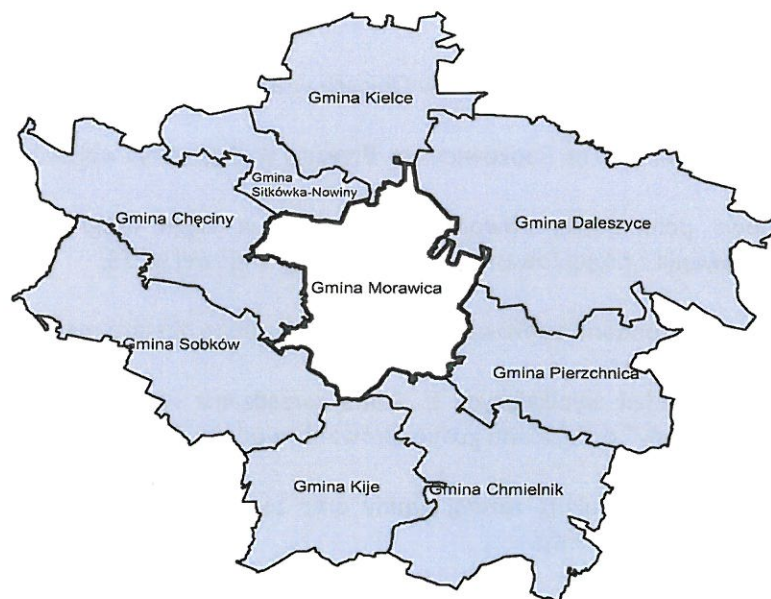 Gmina Kielce
Gmina
Sitkówka-Nowiny
Gmina Chęciny
Gmina Daleszyce
Gmina Morawica
Gmina Sobków
Gmina Pierzchnica
Gmina Kije
Gmina Chmielnik